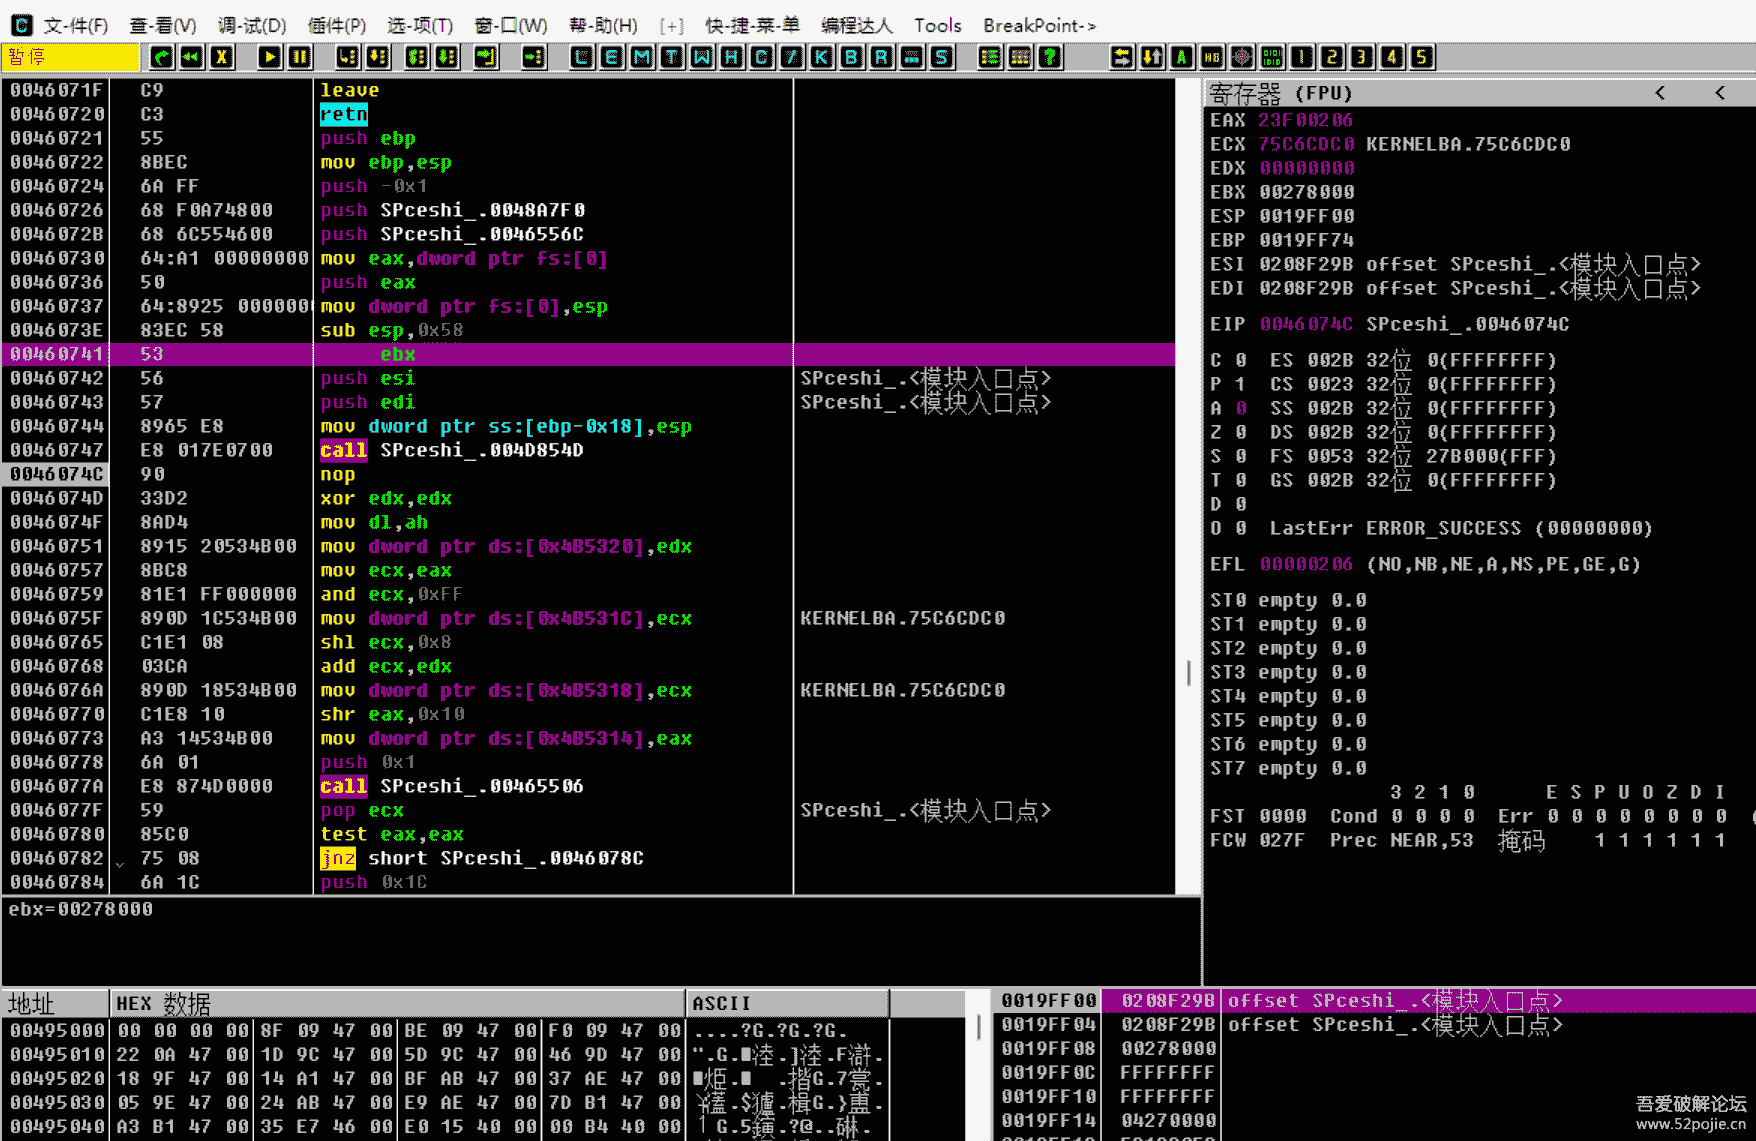 文-件(F) 查-看(V) 调-试(D) 插件(P) 选-项(T) 窗-口(W) 帮-助(H) [+] 快-捷-菜-单 编程达人 Tools BreakPoint->
暂停 X L E M T W H C / K B R ... S ? A 1 2 3 4 5
0046071F C9 leave
00460720 C3 retn
00460721 55 push ebp
00460722 8BEC mov ebp,esp
00460724 6A FF push -0x1
00460726 68 F0A74800 push SPceshi_.0048A7F0
0046072B 68 6C554600 push SPceshi_.0046556C
00460730 64:A1 00000000 mov eax,dword ptr fs:[0]
00460736 50 push eax
00460737 64:8925 000000 mov dword ptr fs:[0],esp
0046073E 83EC 58 sub esp,0x58
00460741 53 ebx
00460742 56 push esi SPceshi_.<模块入口点>
00460743 57 push edi SPceshi_.<模块入口点>
00460744 8965 E8 mov dword ptr ss:[ebp-0x18],esp
00460747 E8 017E0700 call SPceshi_.004D854D
0046074C 90 nop
0046074D 33D2 xor edx,edx
0046074F 8AD4 mov dl,ah
00460751 8915 20534B00 mov dword ptr ds:[0x4B5320],edx
00460757 8BC8 mov ecx,eax
00460759 81E1 FF000000 and ecx,0xFF
0046075F 890D 1C534B00 mov dword ptr ds:[0x4B531C],ecx KERNELBA.75C6CDC0
00460765 C1E1 08 shl ecx,0x8
00460768 03CA add ecx,edx
0046076A 890D 18534B00 mov dword ptr ds:[0x4B5318],ecx KERNELBA.75C6CDC0
00460770 C1E8 10 shr eax,0x10
00460773 A3 14534B00 mov dword ptr ds:[0x4B5314],eax
00460778 6A 01 push 0x1
0046077A E8 874D0000 call SPceshi_.00465506
0046077F 59 pop ecx SPceshi_.<模块入口点>
00460780 85C0 test eax,eax
00460782 75 08 jnz short SPceshi_.0046078C
00460784 6A 1C push 0x1C
ebx=00278000
寄存器 (FPU) < <
EAX 23F00206
ECX 75C6CDC0 KERNELBA.75C6CDC0
EDX 00000000
EBX 00278000
ESP 0019FF00
EBP 0019FF74
ESI 0208F29B offset SPceshi_.<模块入口点>
EDI 0208F29B offset SPceshi_.<模块入口点>
EIP 0046074C SPceshi_.0046074C
C 0 ES 002B 32位 0(FFFFFFFF)
P 1 CS 0023 32位 0(FFFFFFFF)
A 0 SS 002B 32位 0(FFFFFFFF)
Z 0 DS 002B 32位 0(FFFFFFFF)
S 0 FS 0053 32位 27B000(FFF)
T 0 GS 002B 32位 0(FFFFFFFF)
D 0
O 0 LastErr ERROR_SUCCESS (00000000)
EFL 00000206 (NO,NB,NE,A,NS,PE,GE,G)
ST0 empty 0.0
ST1 empty 0.0
ST2 empty 0.0
ST3 empty 0.0
ST4 empty 0.0
ST5 empty 0.0
ST6 empty 0.0
ST7 empty 0.0
3 2 1 0 E S P U O Z D I
FST 0000 Cond 0 0 0 0 Err 0 0 0 0 0 0 0 0
FCW 027F Prec NEAR,53 掩码 1 1 1 1 1 1
地址 HEX 数据 ASCII
00495000 00 00 00 00 8F 09 47 00 BE 09 47 00 F0 09 47 00 ....?G.?G.?G.
00495010 22 0A 47 00 1D 9C 47 00 5D 9C 47 00 46 9D 47 00
00495020 18 9F 47 00 14 A1 47 00 BF AB 47 00 37 AE 47 00
00495030 05 9E 47 00 24 AB 47 00 E9 AE 47 00 7D B1 47 00
00495040 A3 B1 47 00 35 E7 46 00 E0 15 40 00 00 B4 40 00
0019FF00 0208F29B offset SPceshi_.<模块入口点>
0019FF04 0208F29B offset SPceshi_.<模块入口点>
0019FF08 00278000
0019FF0C FFFFFFFF
0019FF10 FFFFFFFF
0019FF14 04270000
吾爱破解论坛
www.52pojie.cn